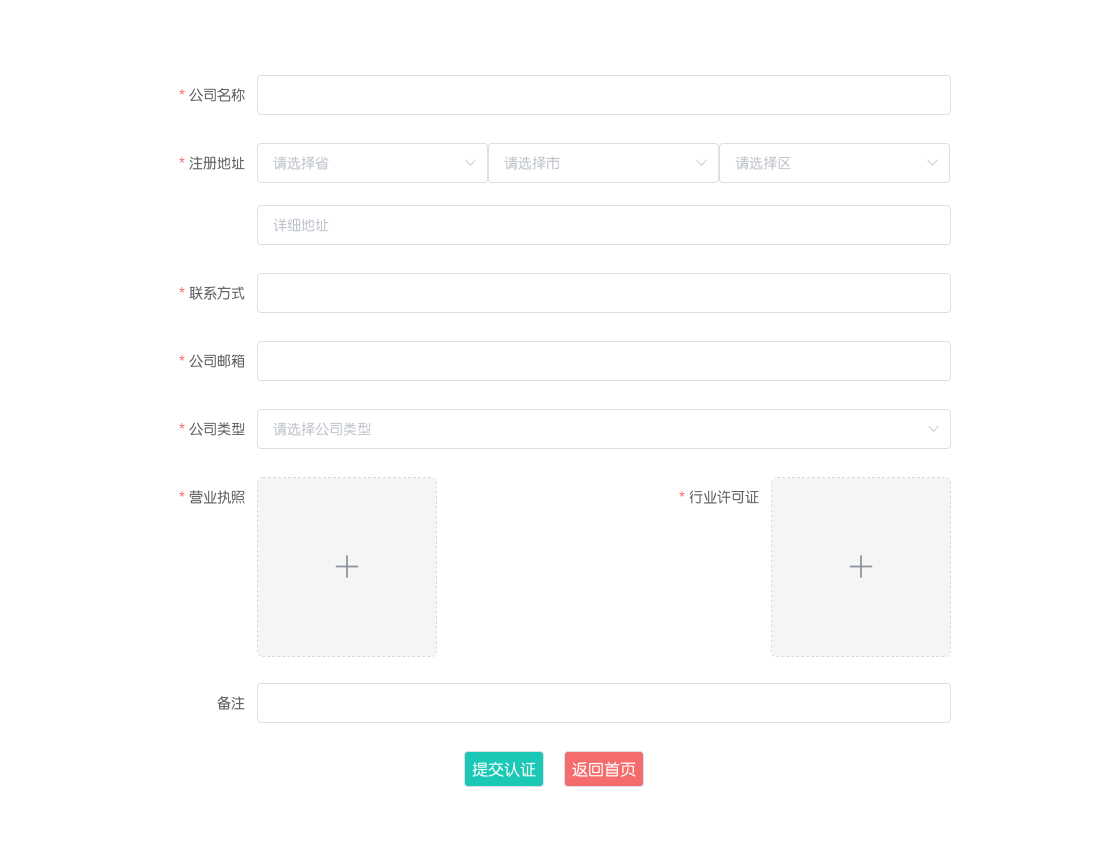 * 公司名称
* 注册地址 请选择省 请选择市 请选择区
详细地址
* 联系方式
* 公司邮箱
* 公司类型 请选择公司类型
* 营业执照 * 行业许可证
备注
提交认证 返回首页